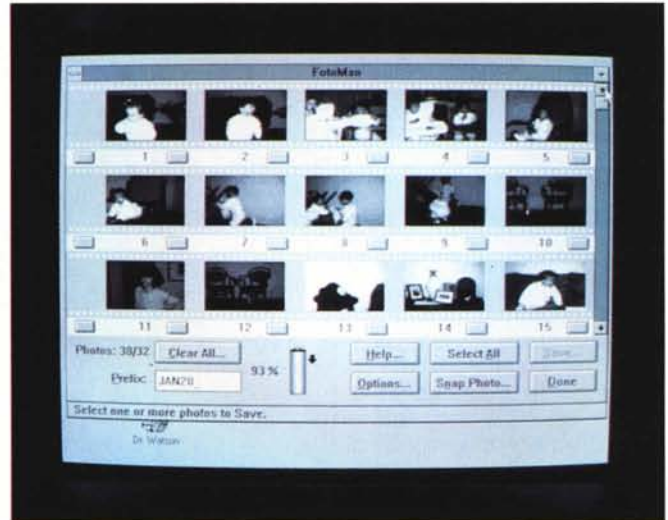 FotoMan
1 2 3 4 5
6 7 8 9 10
11 12 13 14 15
Photos: 38/32 Clear All... 93 % Help... Select All Save...
Prefix: JAN20_ Options... Snap Photo... Done
Select one or more photos to Save.
Dr. Watson